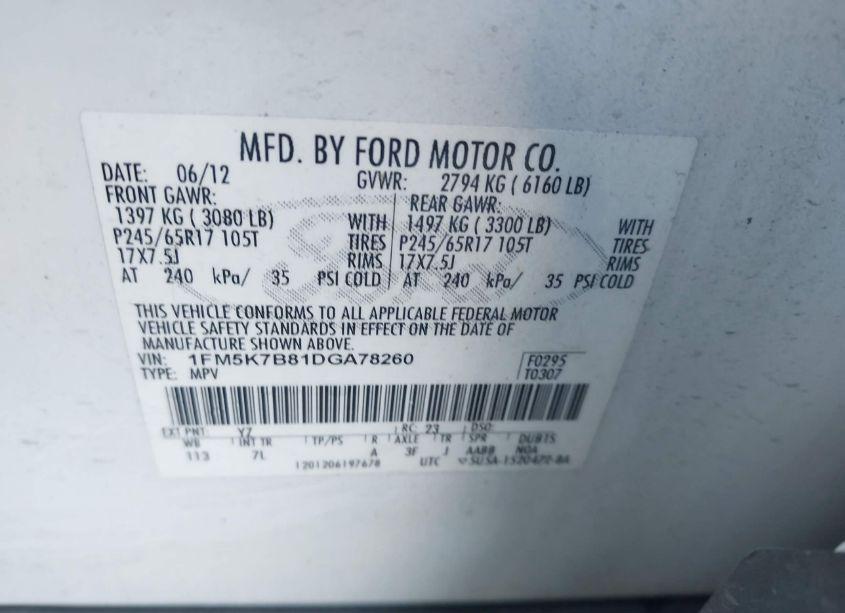 MFD. BY FORD MOTOR CO.
DATE: 06/12 GVWR: 2794 KG ( 6160 LB)
FRONT GAWR: REAR GAWR:
1397 KG ( 3080 LB) WITH 1497 KG ( 3300 LB) WITH
P245/65R17 105T TIRES P245/65R17 105T TIRES
17X7.5J RIMS 17X7.5J RIMS
AT 240 kPa/ 35 PSI COLD AT 240 kPa/ 35 PSI COLD
THIS VEHICLE CONFORMS TO ALL APPLICABLE FEDERAL MOTOR
VEHICLE SAFETY STANDARDS IN EFFECT ON THE DATE OF
MANUFACTURE SHOWN ABOVE.
VIN: 1FM5K7B81DGA78260 F0295
TYPE: MPV T0307
EXT PNT: YZ RC: 23 DSO:
WB INT TR TP/PS R AXLE TR SPR
113 7L A 3F J AABB
1201206197678 UTC